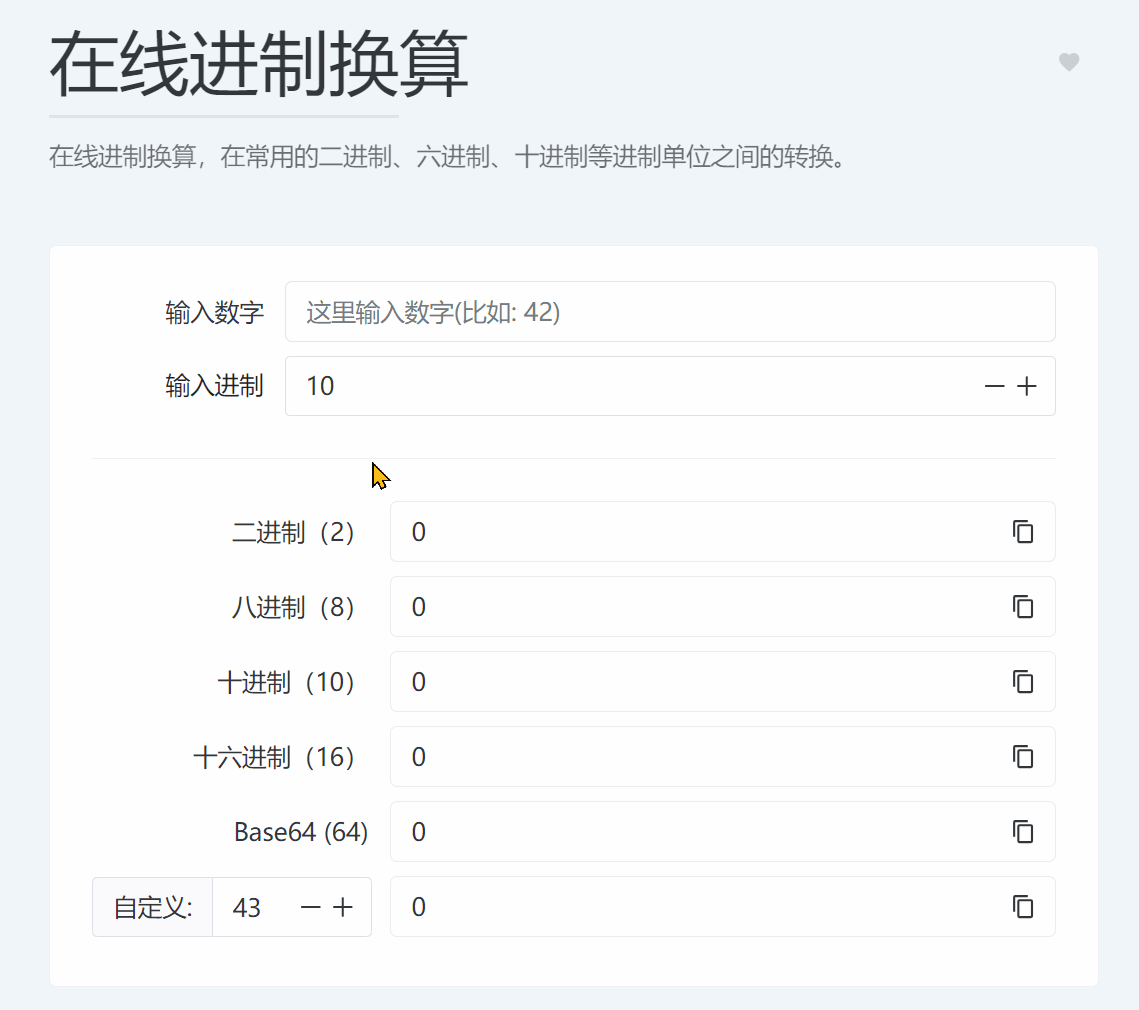 在线进制换算
在线进制换算，在常用的二进制、六进制、十进制等进制单位之间的转换。
输入数字 这里输入数字(比如: 42)
输入进制 10
二进制（2） 0
八进制（8） 0
十进制（10） 0
十六进制（16） 0
Base64 (64) 0
自定义: 43 0